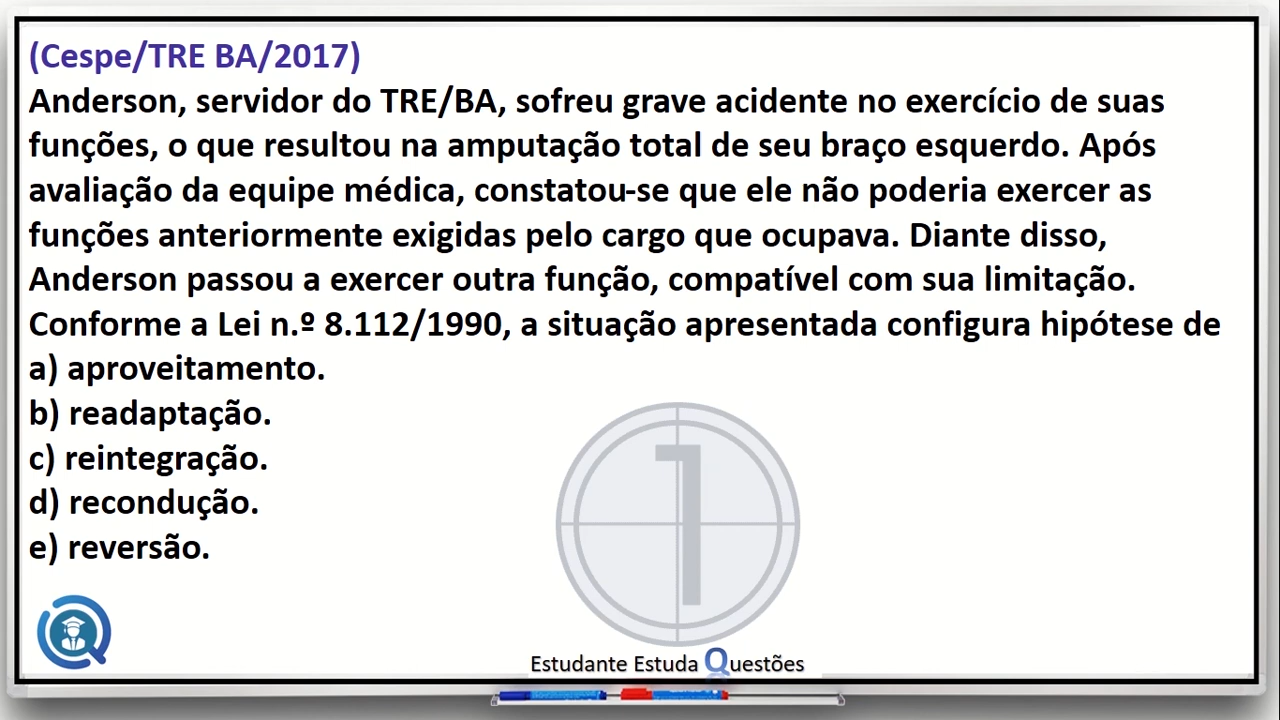 (Cespe/TRE BA/2017)
Anderson, servidor do TRE/BA, sofreu grave acidente no exercício de suas
funções, o que resultou na amputação total de seu braço esquerdo. Após
avaliação da equipe médica, constatou-se que ele não poderia exercer as
funções anteriormente exigidas pelo cargo que ocupava. Diante disso,
Anderson passou a exercer outra função, compatível com sua limitação.
Conforme a Lei n.º 8.112/1990, a situação apresentada configura hipótese de
a) aproveitamento.
b) readaptação.
c) reintegração.
d) recondução.
e) reversão.
1
Estudante Estuda Questões